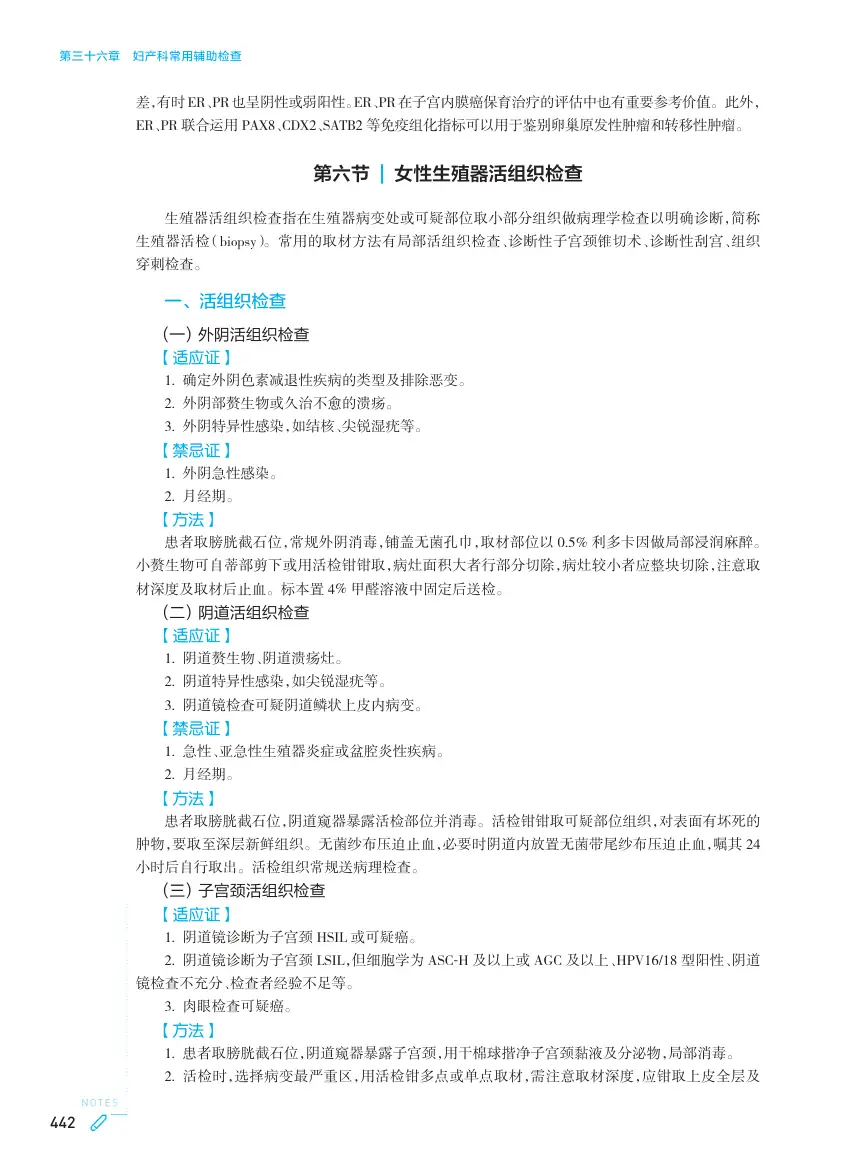 第三十六章 妇产科常用辅助检查
差,有时 ER、PR 也呈阴性或弱阳性。ER、PR 在子宫内膜癌保育治疗的评估中也有重要参考价值。此外,
ER、PR 联合运用 PAX8、CDX2、SATB2 等免疫组化指标可以用于鉴别卵巢原发性肿瘤和转移性肿瘤。
第六节 | 女性生殖器活组织检查
生殖器活组织检查指在生殖器病变处或可疑部位取小部分组织做病理学检查以明确诊断,简称
生殖器活检(biopsy)。常用的取材方法有局部活组织检查、诊断性子宫颈锥切术、诊断性刮宫、组织
穿刺检查。
一、活组织检查
(一)外阴活组织检查
【适应证】
1. 确定外阴色素减退性疾病的类型及排除恶变。
2. 外阴部赘生物或久治不愈的溃疡。
3. 外阴特异性感染,如结核、尖锐湿疣等。
【禁忌证】
1. 外阴急性感染。
2. 月经期。
【方法】
患者取膀胱截石位,常规外阴消毒,铺盖无菌孔巾,取材部位以 0.5% 利多卡因做局部浸润麻醉。
小赘生物可自蒂部剪下或用活检钳钳取,病灶面积大者行部分切除,病灶较小者应整块切除,注意取
材深度及取材后止血。标本置 4% 甲醛溶液中固定后送检。
(二)阴道活组织检查
【适应证】
1. 阴道赘生物、阴道溃疡灶。
2. 阴道特异性感染,如尖锐湿疣等。
3. 阴道镜检查可疑阴道鳞状上皮内病变。
【禁忌证】
1. 急性、亚急性生殖器炎症或盆腔炎性疾病。
2. 月经期。
【方法】
患者取膀胱截石位,阴道窥器暴露活检部位并消毒。活检钳钳取可疑部位组织,对表面有坏死的
肿物,要取至深层新鲜组织。无菌纱布压迫止血,必要时阴道内放置无菌带尾纱布压迫止血,嘱其 24
小时后自行取出。活检组织常规送病理检查。
(三)子宫颈活组织检查
【适应证】
1. 阴道镜诊断为子宫颈 HSIL 或可疑癌。
2. 阴道镜诊断为子宫颈 LSIL,但细胞学为 ASC-H 及以上或 AGC 及以上、HPV16/18 型阳性、阴道
镜检查不充分、检查者经验不足等。
3. 肉眼检查可疑癌。
【方法】
1. 患者取膀胱截石位,阴道窥器暴露子宫颈,用干棉球揩净子宫颈黏液及分泌物,局部消毒。
2. 活检时,选择病变最严重区,用活检钳多点或单点取材,需注意取材深度,应钳取上皮全层及
NOTES
442